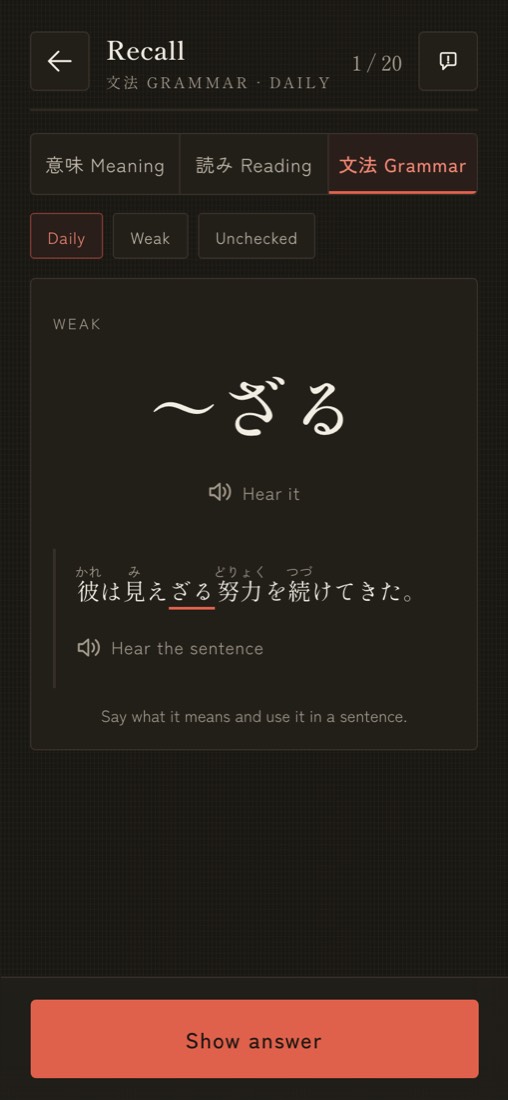 Recall
文法 GRAMMAR · DAILY
1 / 20
意味 Meaning
読み Reading
文法 Grammar
Daily
Weak
Unchecked
WEAK
〜ざる
Hear it
かれ み どりょく つづ
彼は見えざる努力を続けてきた。
Hear the sentence
Say what it means and use it in a sentence.
Show answer